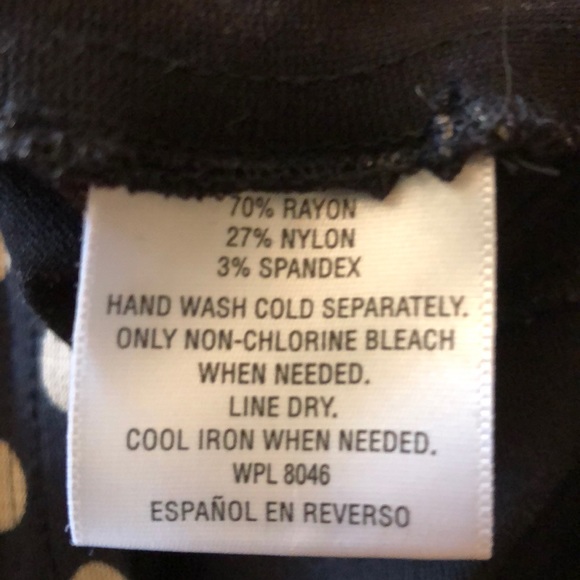 70% RAYON
27% NYLON
3% SPANDEX
HAND WASH COLD SEPARATELY.
ONLY NON-CHLORINE BLEACH
WHEN NEEDED.
LINE DRY.
COOL IRON WHEN NEEDED.
WPL 8046
ESPAÑOL EN REVERSO